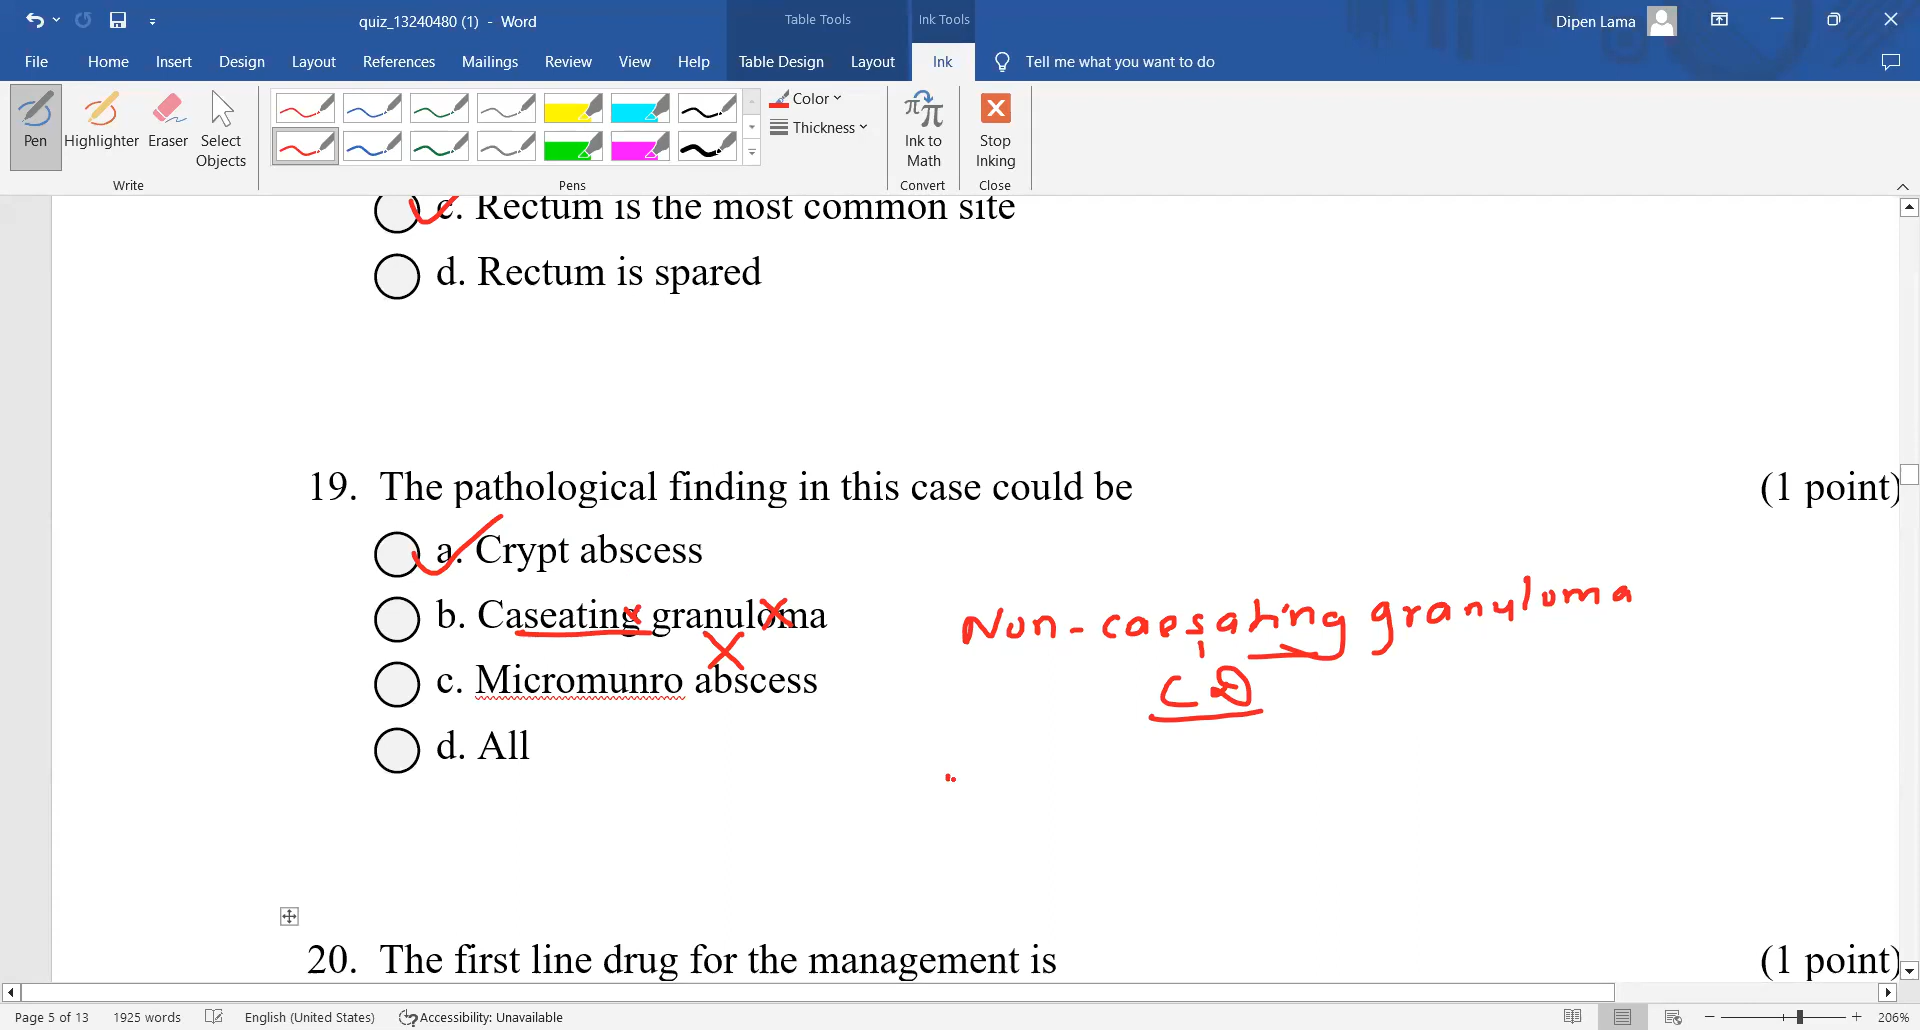 quiz_13240480 (1) - Word
Table Tools
Ink Tools
Dipen Lama
File Home Insert Design Layout References Mailings Review View Help Table Design Layout Ink Tell me what you want to do
Pen
Highlighter
Eraser
Select Objects
Color
Thickness
Ink to Math
Stop Inking
Write
Pens
Convert
Close
c. Rectum is the most common site
d. Rectum is spared
19. The pathological finding in this case could be (1 point)
a. Crypt abscess
b. Caseating granuloma
Non-caesating granuloma
c. Micromunro abscess
CD
d. All
20. The first line drug for the management is (1 point)
Page 5 of 13 1925 words English (United States) Accessibility: Unavailable 206%